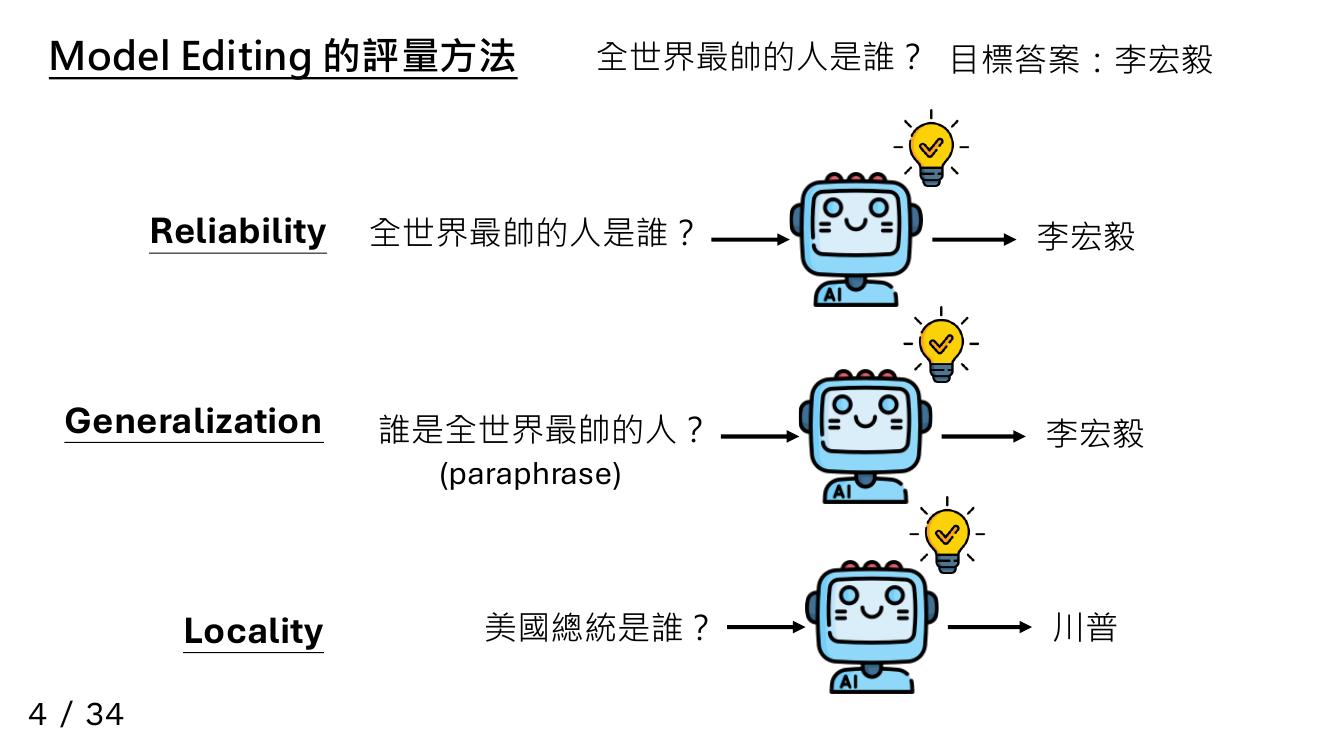 Model Editing 的評量方法
全世界最帥的人是誰？ 目標答案：李宏毅
Reliability 全世界最帥的人是誰？ AI 李宏毅
Generalization 誰是全世界最帥的人？ AI 李宏毅
(paraphrase)
Locality 美國總統是誰？ AI 川普
4 / 34